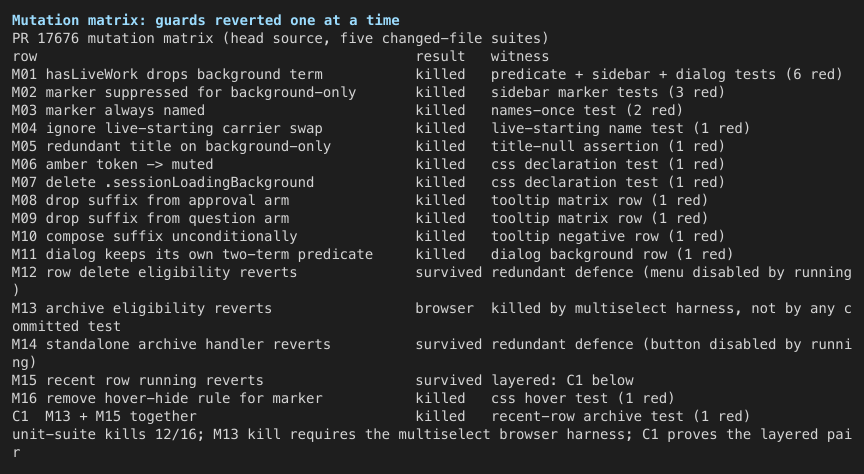 Mutation matrix: guards reverted one at a time
PR 17676 mutation matrix (head source, five changed-file suites)
row result witness
M01 hasLiveWork drops background term killed predicate + sidebar + dialog tests (6 red)
M02 marker suppressed for background-only killed sidebar marker tests (3 red)
M03 marker always named killed names-once test (2 red)
M04 ignore live-starting carrier swap killed live-starting name test (1 red)
M05 redundant title on background-only killed title-null assertion (1 red)
M06 amber token -> muted killed css declaration test (1 red)
M07 delete .sessionLoadingBackground killed css declaration test (1 red)
M08 drop suffix from approval arm killed tooltip matrix row (1 red)
M09 drop suffix from question arm killed tooltip matrix row (1 red)
M10 compose suffix unconditionally killed tooltip negative row (1 red)
M11 dialog keeps its own two-term predicate killed dialog background row (1 red)
M12 row delete eligibility reverts survived redundant defence (menu disabled by running
)
M13 archive eligibility reverts browser killed by multiselect harness, not by any c
ommitted test
M14 standalone archive handler reverts survived redundant defence (button disabled by runni
ng)
M15 recent row running reverts survived layered: C1 below
M16 remove hover-hide rule for marker killed css hover test (1 red)
C1 M13 + M15 together killed recent-row archive test (1 red)
unit-suite kills 12/16; M13 kill requires the multiselect browser harness; C1 proves the layered pai
r